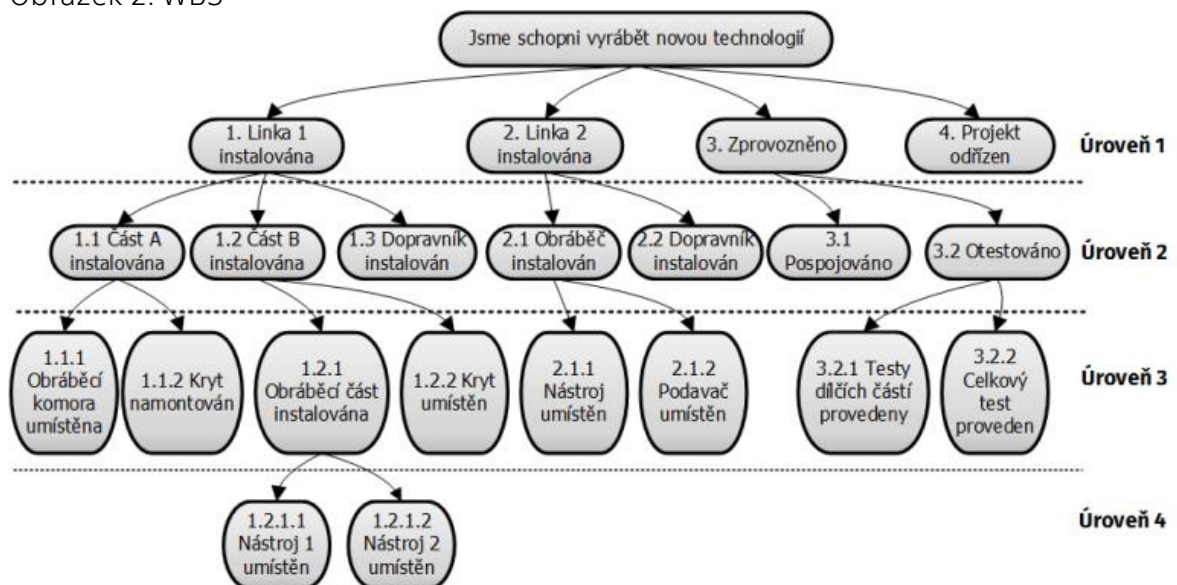 Obrázek 2: WBS
Jsme schopni vyrábět novou technologií
1. Linka 1
instalována
2. Linka 2
instalována
3. Zprovozněno
4. Projekt
odřízen
Úroveň 1
1.1 Část A
instalována
1.2 Část B
instalována
1.3 Dopravník
instalován
2.1 Obráběč
instalován
2.2 Dopravník
instalován
3.1
Pospojováno
3.2 Otestováno
Úroveň 2
1.1.1
Obráběcí
komora
umístěna
1.1.2 Kryt
namontován
1.2.1
Obráběcí část
instalována
1.2.2 Kryt
umístěn
2.1.1
Nástroj
umístěn
2.1.2
Podavač
umístěn
3.2.1 Testy
dílčích částí
provedeny
3.2.2
Celkový
test
proveden
Úroveň 3
1.2.1.1
Nástroj 1
umístěn
1.2.1.2
Nástroj 2
umístěn
Úroveň 4